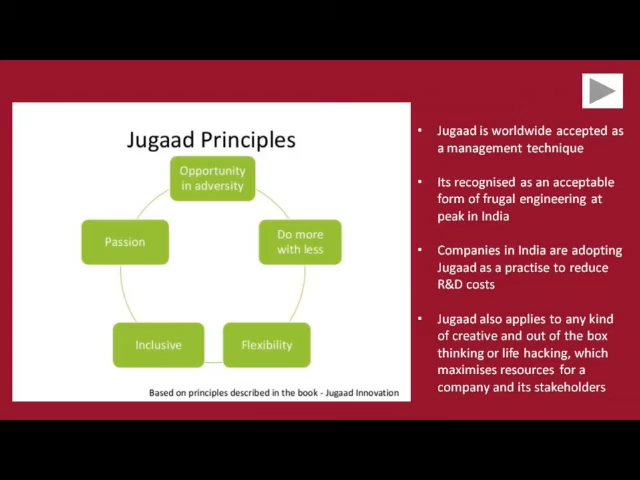 Jugaad Principles
Opportunity
in adversity
Passion
Do more
with less
Inclusive
Flexibility
Based on principles described in the book - Jugaad Innovation
• Jugaad is worldwide accepted as
a management technique
• Its recognised as an acceptable
form of frugal engineering at
peak in India
• Companies in India are adopting
Jugaad as a practise to reduce
R&D costs
• Jugaad also applies to any kind
of creative and out of the box
thinking or life hacking, which
maximises resources for a
company and its stakeholders